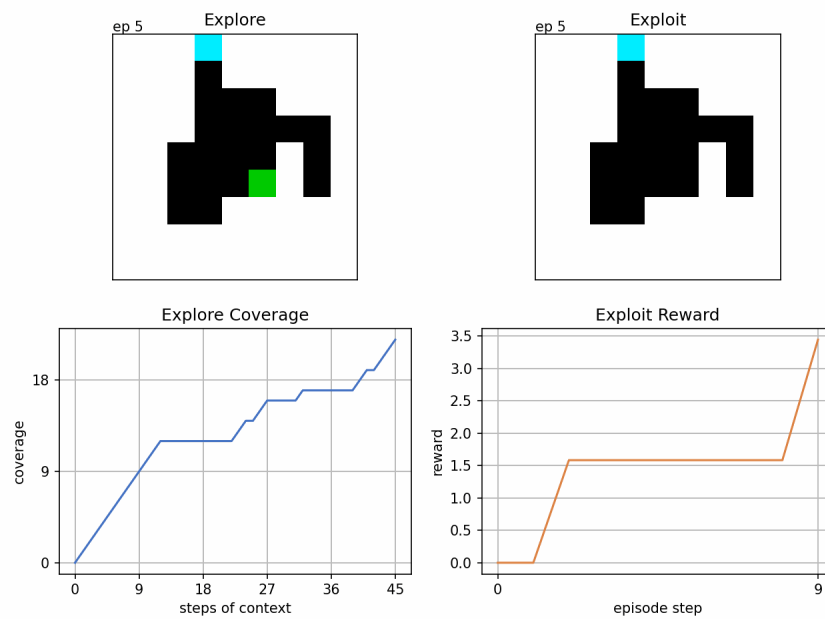 Explore
ep 5
Exploit
ep 5
Explore Coverage
18
9
0
coverage
0 9 18 27 36 45
steps of context
Exploit Reward
3.5
3.0
2.5
2.0
1.5
1.0
0.5
0.0
reward
0 9
episode step